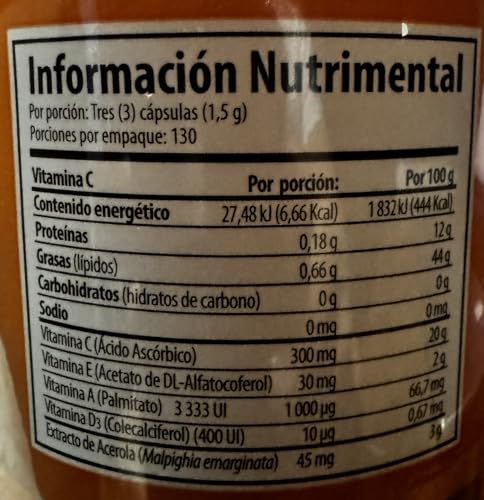 Información Nutrimental
Por porción: Tres (3) cápsulas (1,5 g)
Porciones por empaque: 130
Vitamina C Por porción: Por 100 g
Contenido energético 27,48 kJ (6,66 Kcal) 1 832 kJ (444 Kcal)
Proteínas 0,18 g 12 g
Grasas (lípidos) 0,66 g 44 g
Carbohidratos (hidratos de carbono) 0 g 0 g
Sodio 0 mg 0 mg
Vitamina C (Ácido Ascórbico) 300 mg 20 g
Vitamina E (Acetato de DL-Alfatocoferol) 30 mg 2 g
Vitamina A (Palmitato) 3 333 UI 1 000 µg 66,7 mg
Vitamina D3 (Colecalciferol) (400 UI) 10 µg 0,67 mg
Extracto de Acerola (Malpighia emarginata) 45 mg 3 g